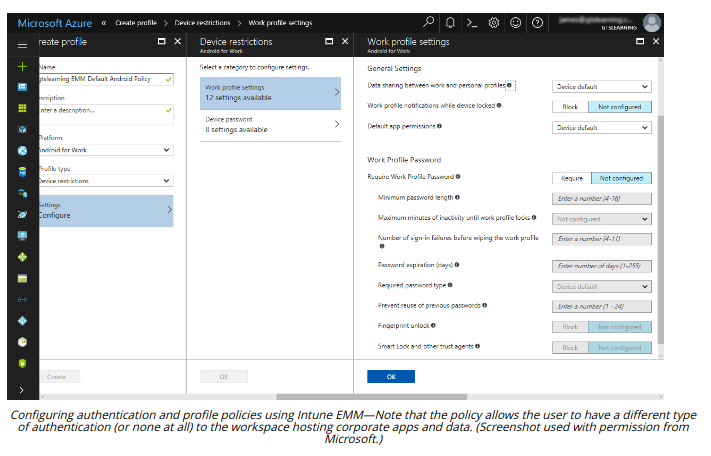 Microsoft Azure « Create profile > Device restrictions > Work profile settings
GTSLEARNING
reate profile
Name
gtslearning EMM Default Android Policy
scription
nter a description...
Platform
Android for Work
Profile type
Device restrictions
Settings
Configure
Create
Device restrictions
Android for Work
Select a category to configure settings.
Work profile settings
12 settings available
Device password
8 settings available
OK
Work profile settings
Android for Work
General Settings
Data sharing between work and personal profiles Device default
Work profile notifications while device locked Block Not configured
Default app permissions Device default
Work Profile Password
Require Work Profile Password Require Not configured
Minimum password length Enter a number (4-16)
Maximum minutes of inactivity until work profile locks Not configured
Number of sign-in failures before wiping the work profile Enter a number (4-11)
Password expiration (days) Enter number of days (1-255)
Required password type Device default
Prevent reuse of previous passwords Enter a number (1 - 24)
Fingerprint unlock Block Not configured
Smart Lock and other trust agents Block Not configured
OK
Configuring authentication and profile policies using Intune EMM—Note that the policy allows the user to have a different type
of authentication (or none at all) to the workspace hosting corporate apps and data. (Screenshot used with permission from
Microsoft.)